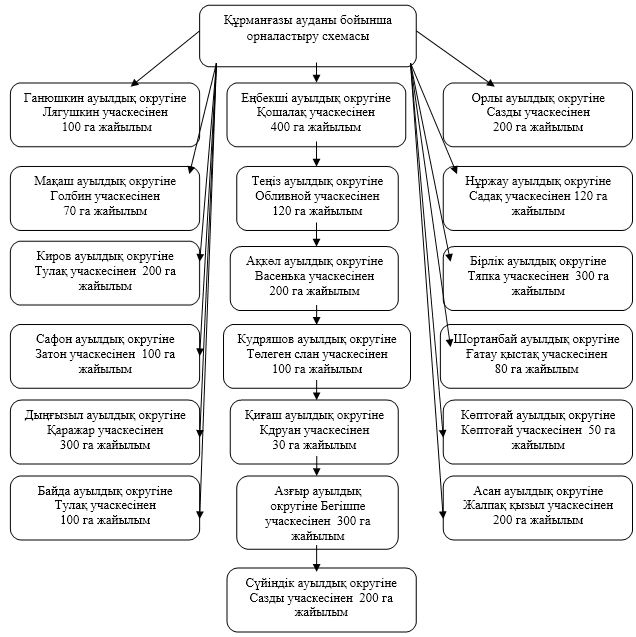 Құрманғазы ауданы бойынша
орналастыру схемасы
Ганюшкин ауылдық округіне
Лягушкин учаскесінен
100 га жайылым
Еңбекші ауылдық округіне
Қошалақ учаскесінен
400 га жайылым
Орлы ауылдық округіне
Сазды учаскесінен
200 га жайылым
Мақаш ауылдық округіне
Голбин учаскесінен
70 га жайылым
Теңіз ауылдық округіне
Обливной учаскесінен
120 га жайылым
Нұржау ауылдық округіне
Садақ учаскесінен 120 га
жайылым
Киров ауылдық округіне
Тулақ учаскесінен 200 га
жайылым
Ақкөл ауылдық округіне
Васенька учаскесінен
200 га жайылым
Бірлік ауылдық округіне
Тяпка учаскесінен 300 га
жайылым
Сафон ауылдық округіне
Затон учаскесінен 100 га
жайылым
Кудряшов ауылдық округіне
Төлеген слан учаскесінен
100 га жайылым
Шортанбай ауылдық округіне
Ғатау қыстақ учаскесінен
80 га жайылым
Дыңғызыл ауылдық округіне
Қаражар учаскесінен
300 га жайылым
Қиғаш ауылдық округіне
Кдруан учаскесінен
30 га жайылым
Көптоғай ауылдық округіне
Көптоғай учаскесінен 50 га
жайылым
Байда ауылдық округіне
Тулақ учаскесінен
100 га жайылым
Азғыр ауылдық
округіне Бегішпе
учаскесінен 300 га
жайылым
Асан ауылдық округіне
Жалпақ қызыл учаскесінен
200 га жайылым
Сүйіндік ауылдық округіне
Сазды учаскесінен 200 га
жайылым